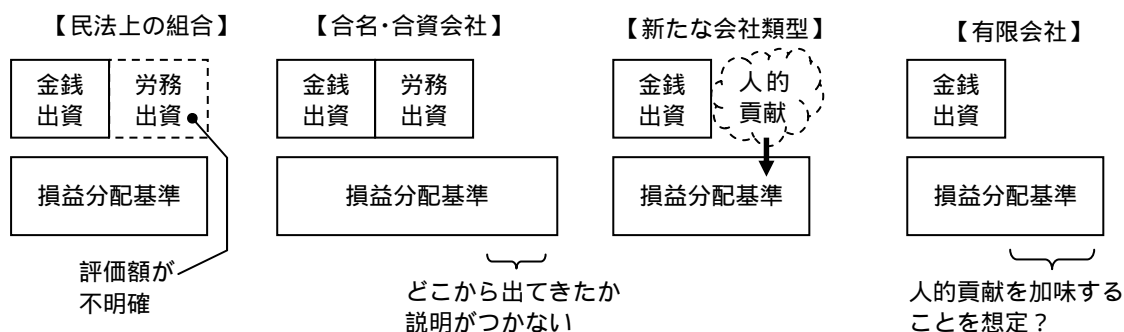 【民法上の組合】
金銭
出資
労務
出資
損益分配基準
評価額が
不明確
【合名・合資会社】
金銭
出資
労務
出資
損益分配基準
どこから出てきたか
説明がつかない
【新たな会社類型】
金銭
出資
人的
貢献
損益分配基準
【有限会社】
金銭
出資
損益分配基準
人的貢献を加味する
ことを想定？